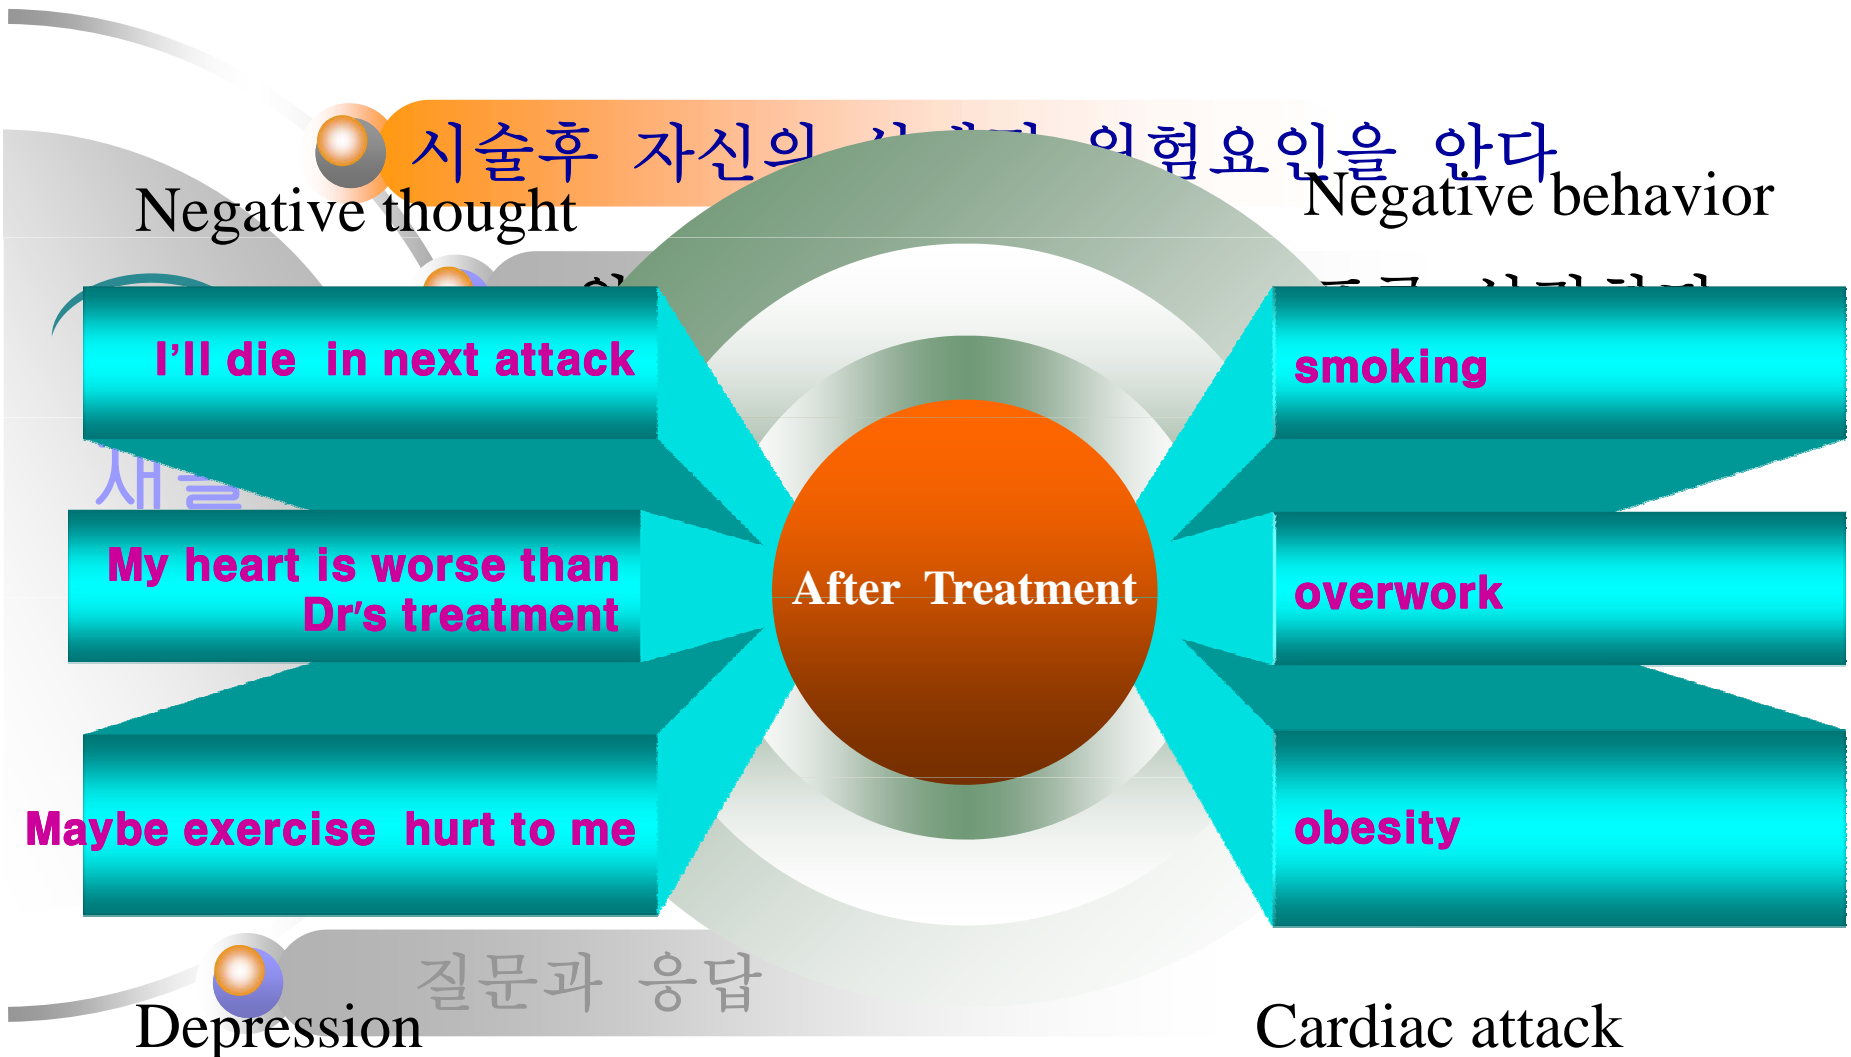 시술후 자신의 위험요인을 안다
Negative thought
Negative behavior
I’ll die in next attack
smoking
My heart is worse than
Dr’s treatment
After Treatment
overwork
Maybe exercise hurt to me
obesity
질문과 응답
Depression
Cardiac attack